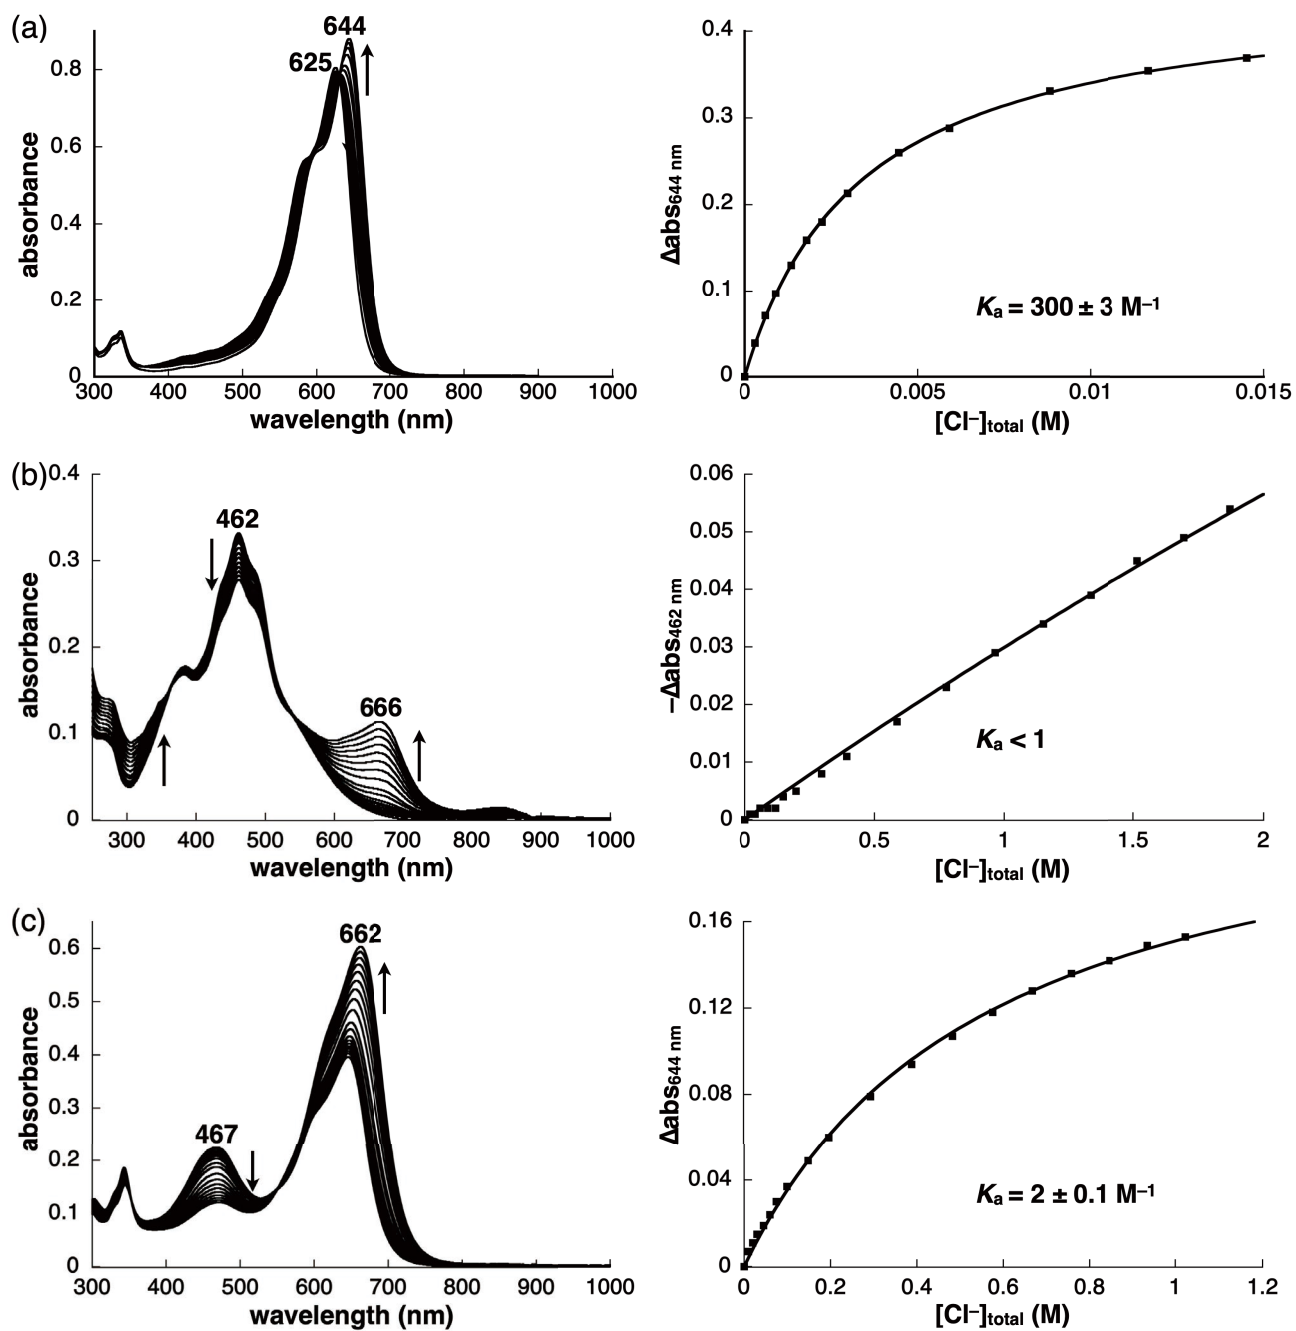 (a)
644
625
absorbance
0.8
0.6
0.4
0.2
0
300 400 500 600 700 800 900 1000
wavelength (nm)
Δabs644 nm
0.4
0.3
0.2
0.1
0
Ka = 300 ± 3 M–1
0 0.005 0.01 0.015
[Cl–]total (M)
(b)
462
666
absorbance
0.4
0.3
0.2
0.1
0
300 400 500 600 700 800 900 1000
wavelength (nm)
–Δabs462 nm
0.06
0.05
0.04
0.03
0.02
0.01
0
Ka < 1
0 0.5 1 1.5 2
[Cl–]total (M)
(c)
662
467
absorbance
0.6
0.5
0.4
0.3
0.2
0.1
0
300 400 500 600 700 800 900 1000
wavelength (nm)
Δabs644 nm
0.16
0.12
0.08
0.04
0
Ka = 2 ± 0.1 M–1
0 0.2 0.4 0.6 0.8 1 1.2
[Cl–]total (M)